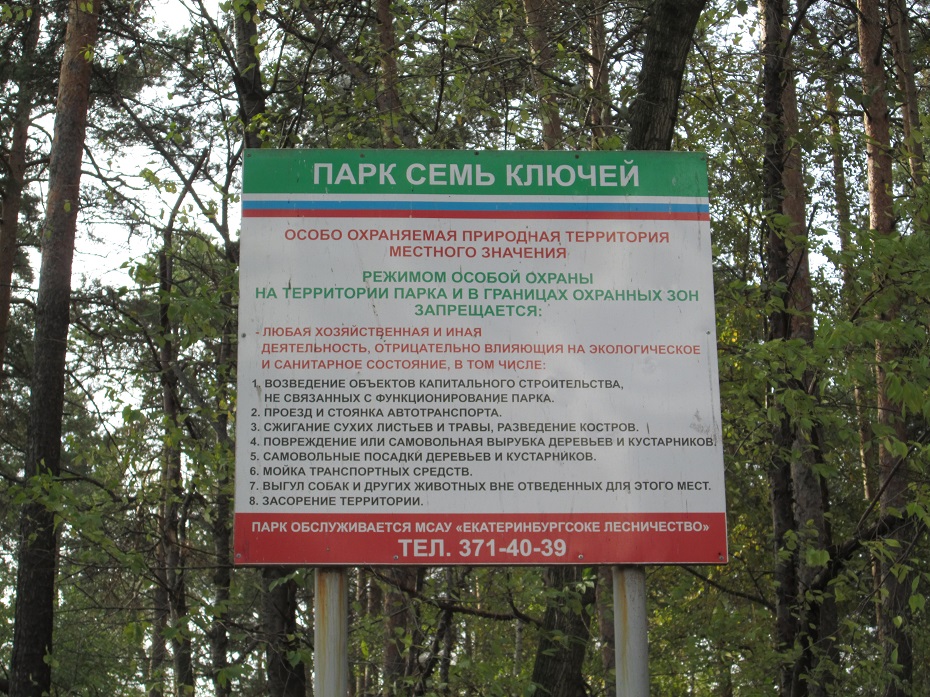 ПАРК СЕМЬ КЛЮЧЕЙ
ОСОБО ОХРАНЯЕМАЯ ПРИРОДНАЯ ТЕРРИТОРИЯ
МЕСТНОГО ЗНАЧЕНИЯ
РЕЖИМОМ ОСОБОЙ ОХРАНЫ
НА ТЕРРИТОРИИ ПАРКА И В ГРАНИЦАХ ОХРАННЫХ ЗОН
ЗАПРЕЩАЕТСЯ:
- ЛЮБАЯ ХОЗЯЙСТВЕННАЯ И ИНАЯ
ДЕЯТЕЛЬНОСТЬ, ОТРИЦАТЕЛЬНО ВЛИЯЮЩИЯ НА ЭКОЛОГИЧЕСКОЕ
И САНИТАРНОЕ СОСТОЯНИЕ, В ТОМ ЧИСЛЕ:
1. ВОЗВЕДЕНИЕ ОБЪЕКТОВ КАПИТАЛЬНОГО СТРОИТЕЛЬСТВА,
НЕ СВЯЗАННЫХ С ФУНКЦИОНИРОВАНИЕ ПАРКА.
2. ПРОЕЗД И СТОЯНКА АВТОТРАНСПОРТА.
3. СЖИГАНИЕ СУХИХ ЛИСТЬЕВ И ТРАВЫ, РАЗВЕДЕНИЕ КОСТРОВ.
4. ПОВРЕЖДЕНИЕ ИЛИ САМОВОЛЬНАЯ ВЫРУБКА ДЕРЕВЬЕВ И КУСТАРНИКОВ.
5. САМОВОЛЬНЫЕ ПОСАДКИ ДЕРЕВЬЕВ И КУСТАРНИКОВ.
6. МОЙКА ТРАНСПОРТНЫХ СРЕДСТВ.
7. ВЫГУЛ СОБАК И ДРУГИХ ЖИВОТНЫХ ВНЕ ОТВЕДЕННЫХ ДЛЯ ЭТОГО МЕСТ.
8. ЗАСОРЕНИЕ ТЕРРИТОРИИ.
ПАРК ОБСЛУЖИВАЕТСЯ МСАУ «ЕКАТЕРИНБУРГСОКЕ ЛЕСНИЧЕСТВО»
ТЕЛ. 371-40-39